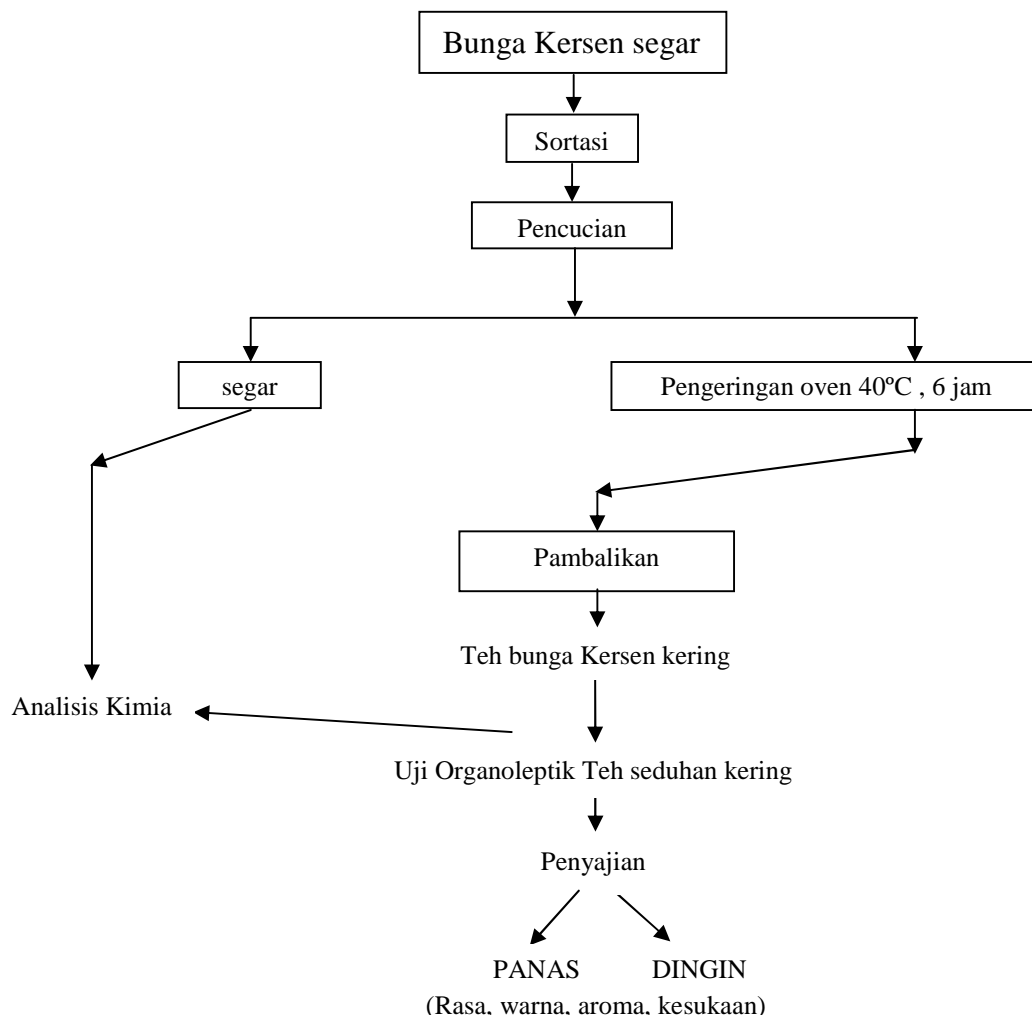 Bunga Kersen segar
Sortasi
Pencucian
segar
Pengeringan oven 40ºC , 6 jam
Pambalikan
Teh bunga Kersen kering
Analisis Kimia
Uji Organoleptik Teh seduhan kering
Penyajian
PANAS DINGIN
(Rasa, warna, aroma, kesukaan)